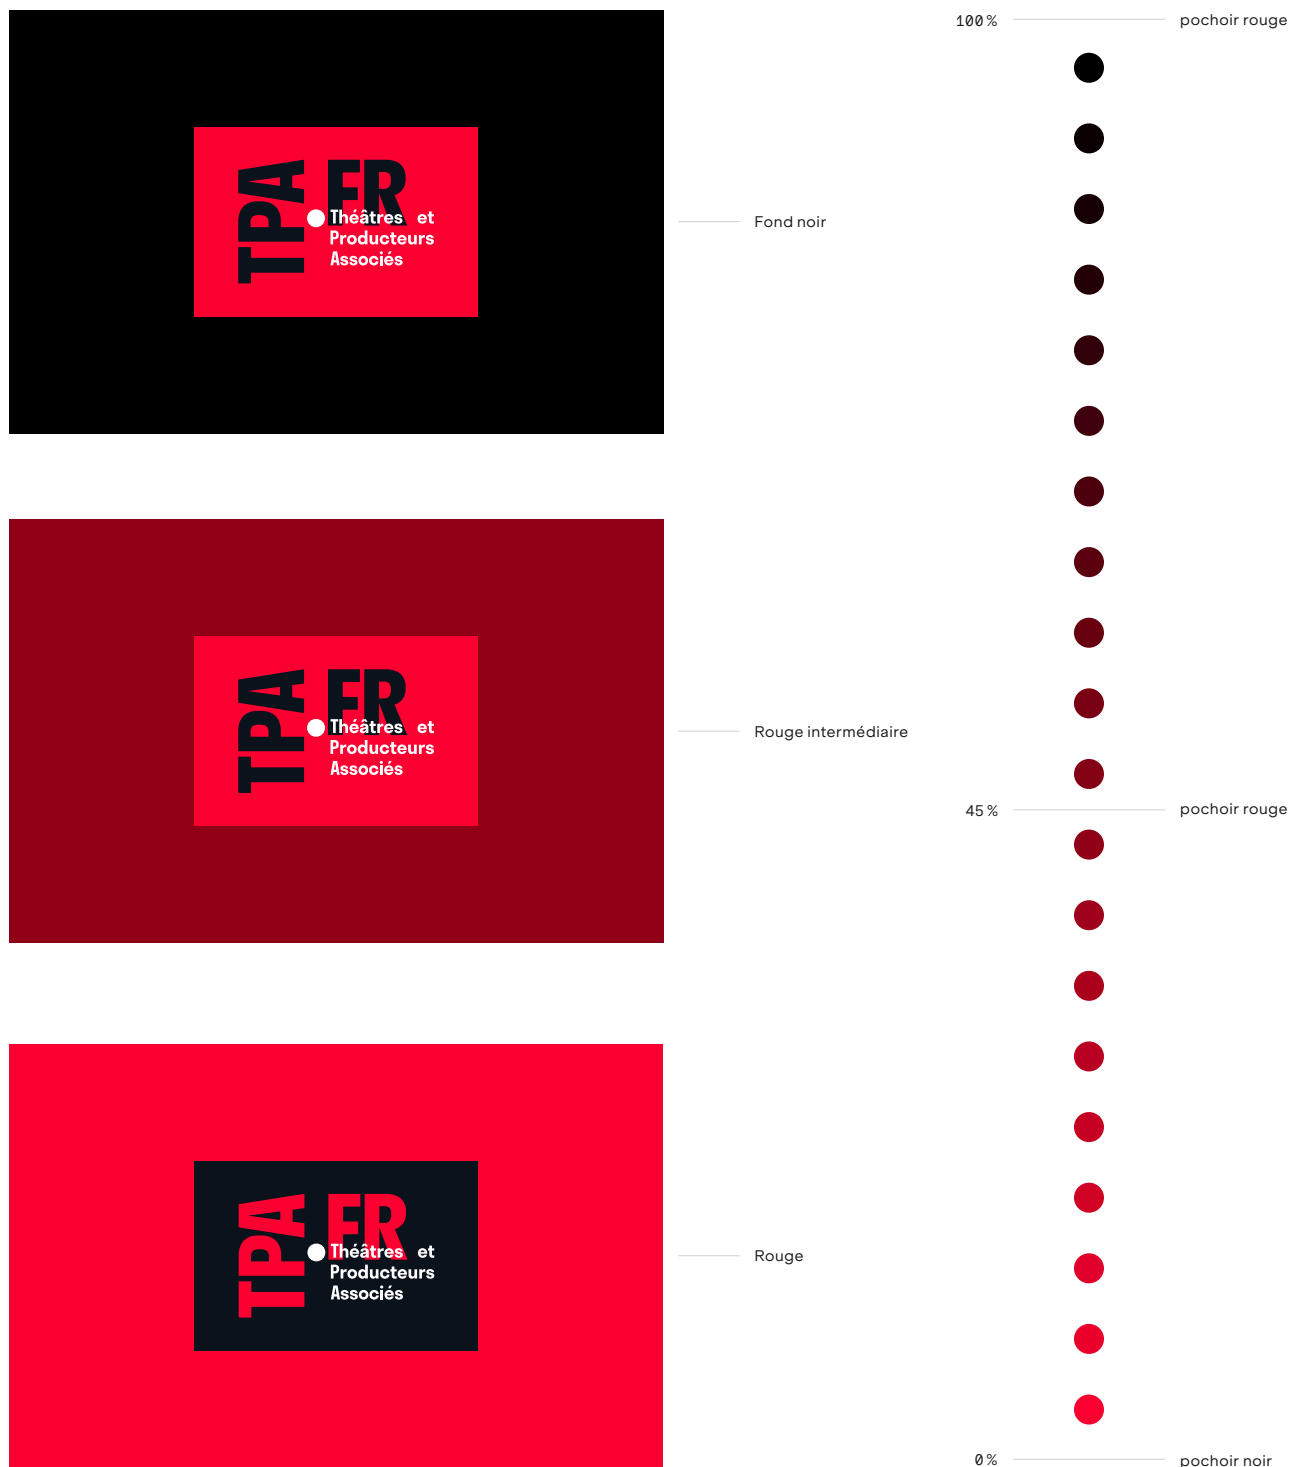 TPA
FR
Théâtres et
Producteurs
Associés
Fond noir
TPA
FR
Théâtres et
Producteurs
Associés
Rouge intermédiaire
TPA
FR
Théâtres et
Producteurs
Associés
Rouge
100 % pochoir rouge
45 % pochoir rouge
0 % pochoir noir